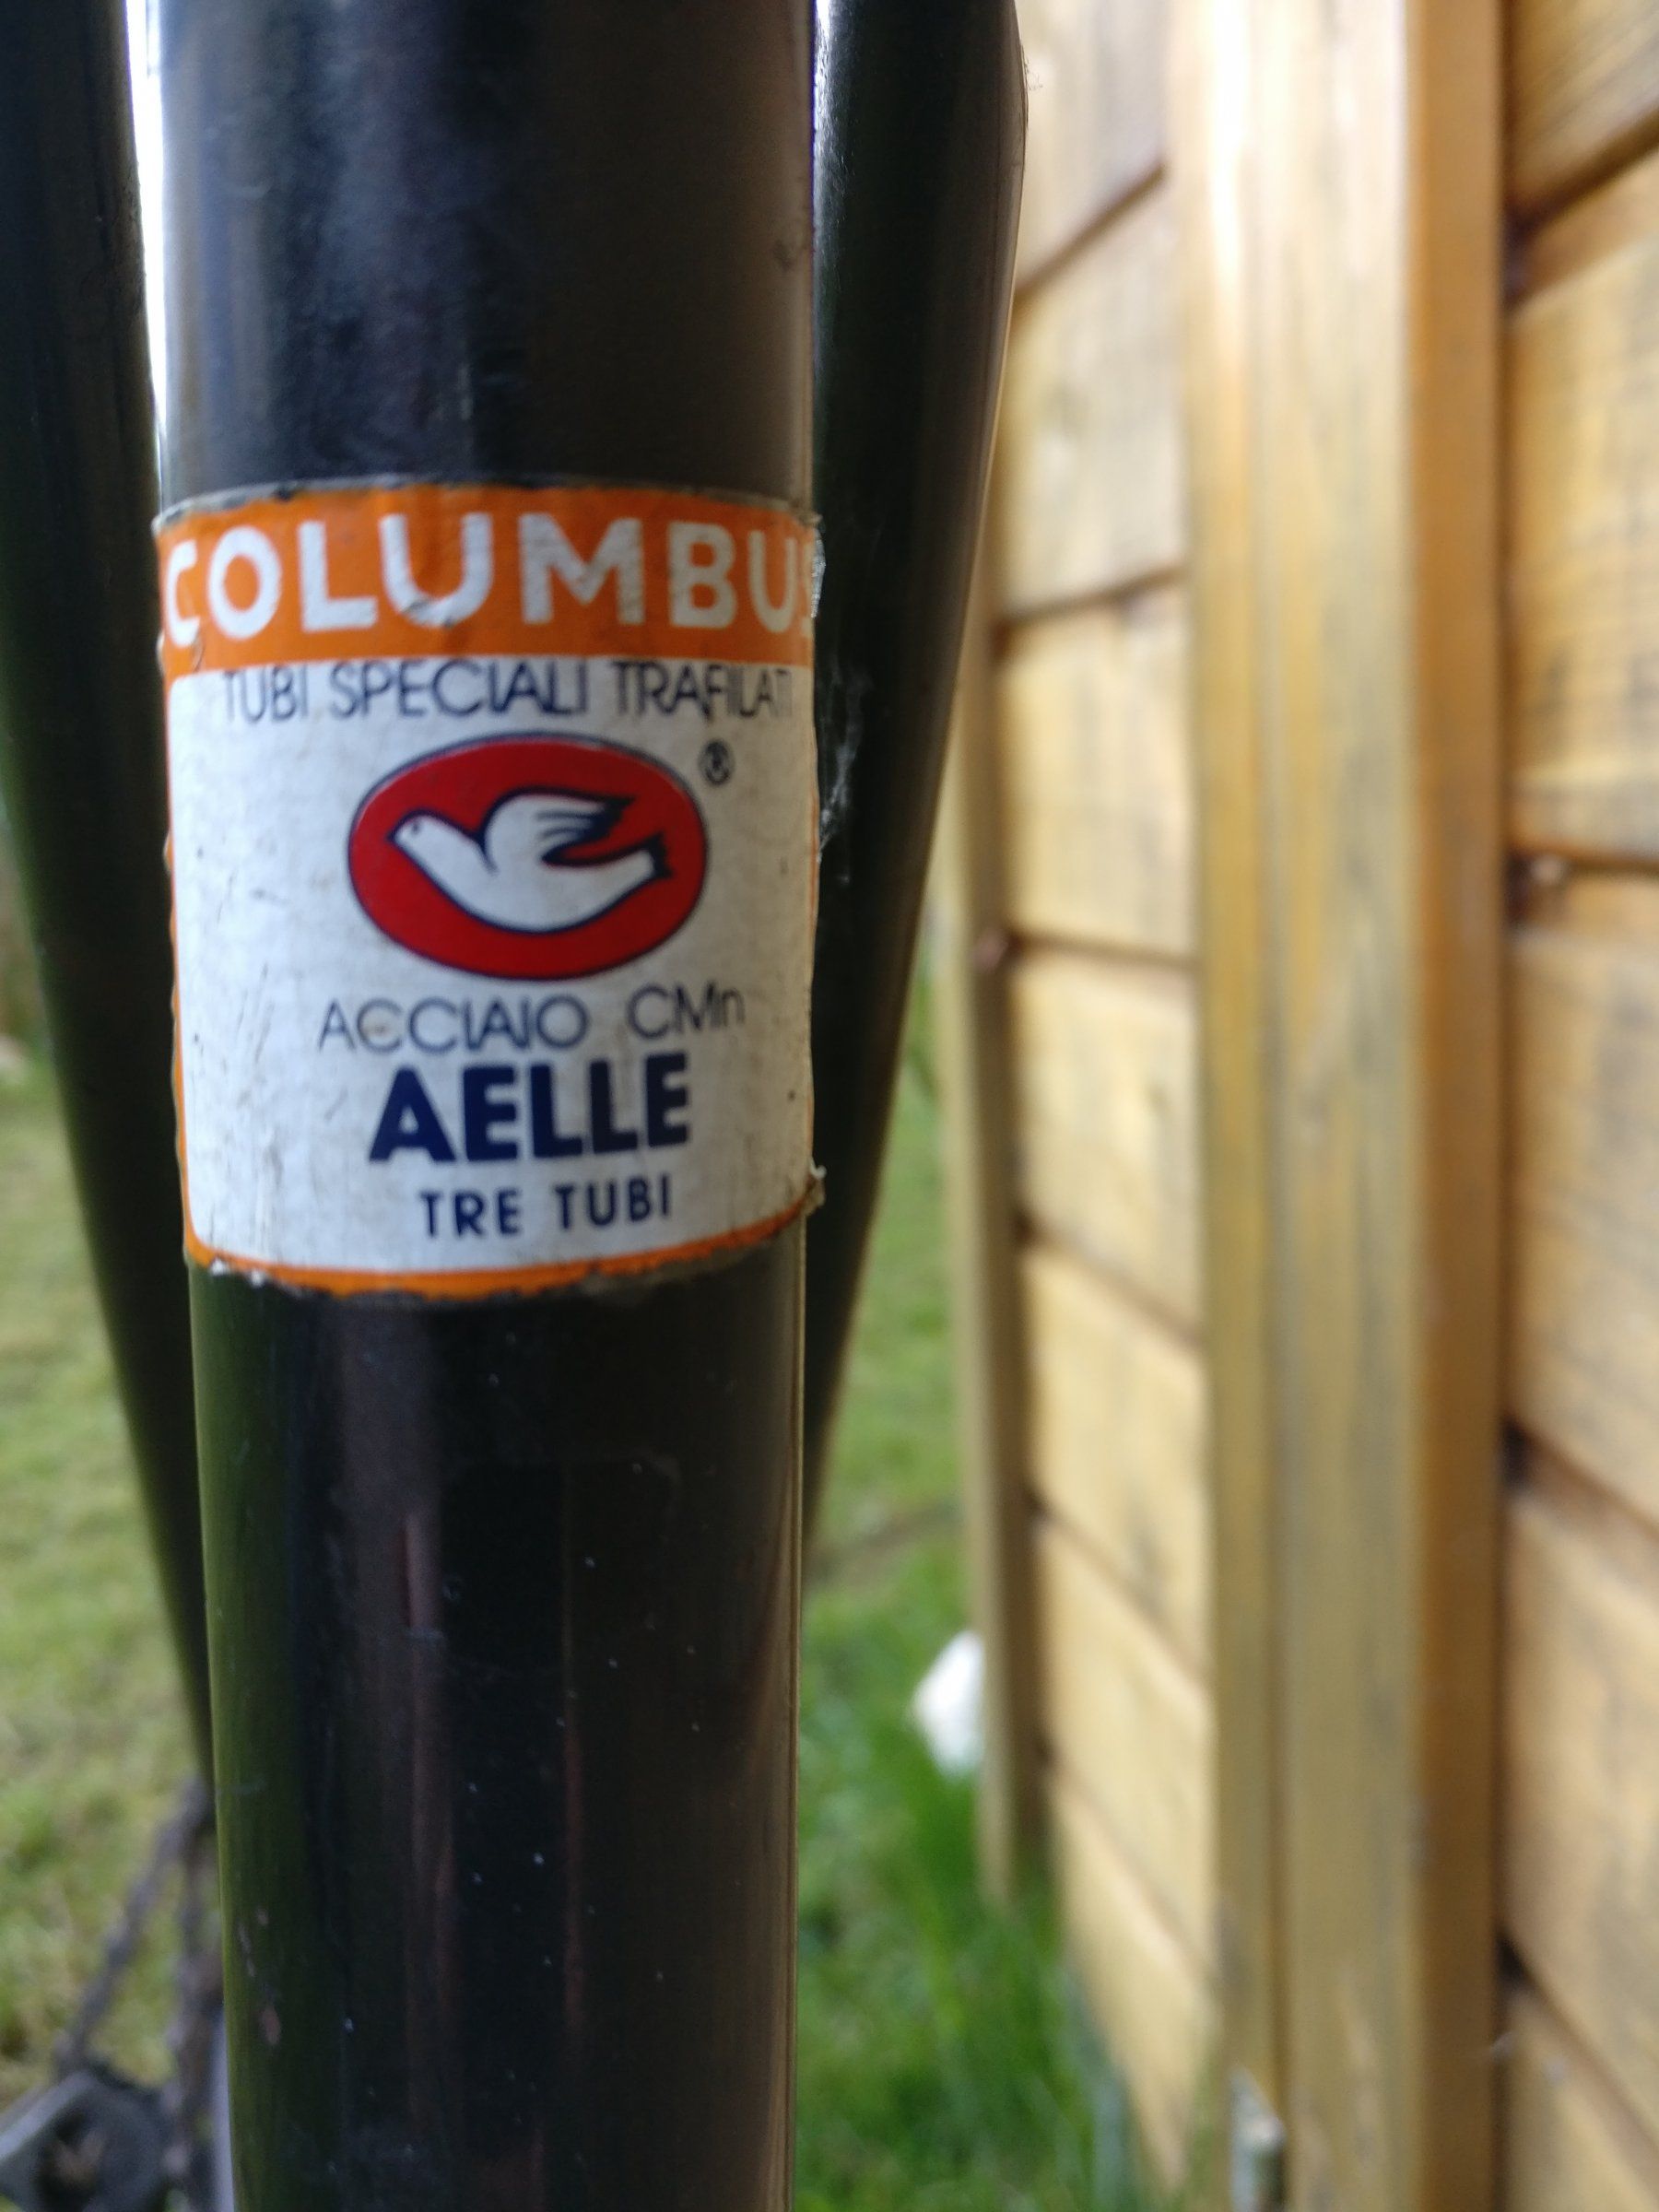 COLUMBUS
TUBI SPECIALI TRAFILATI
®
ACCIAIO CMn
AELLE
TRE TUBI